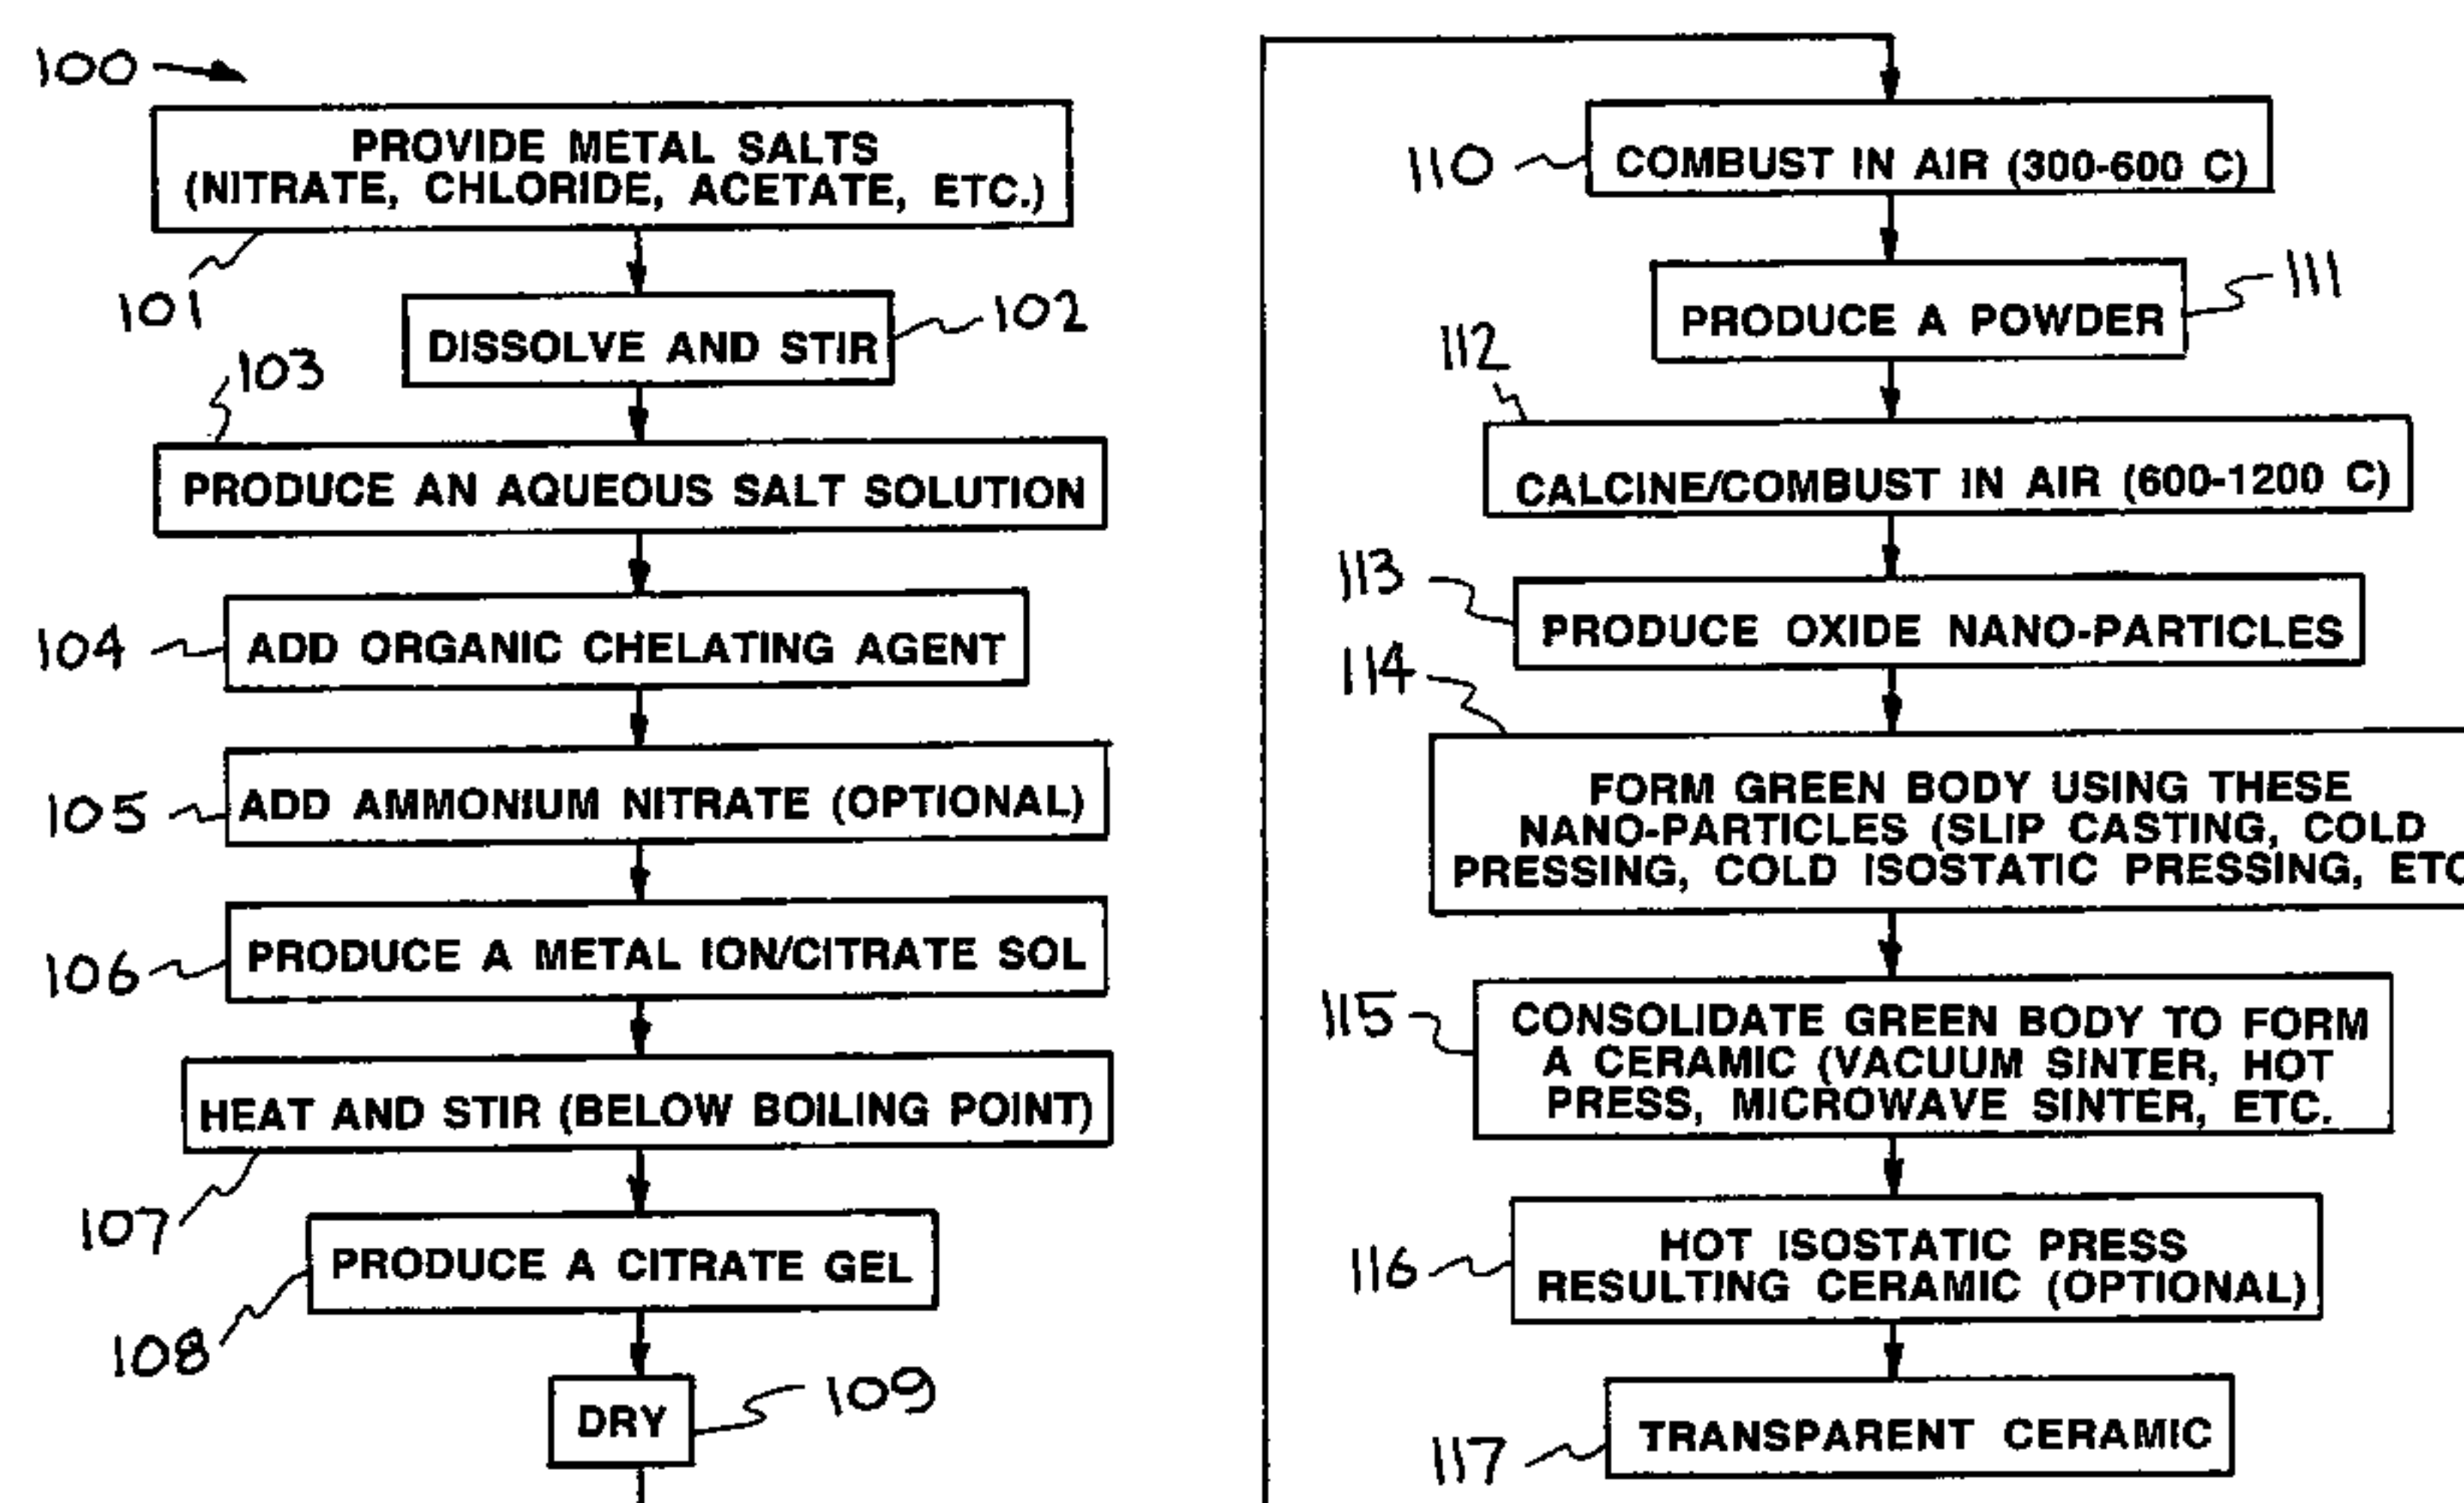 100
PROVIDE METAL SALTS
(NITRATE, CHLORIDE, ACETATE, ETC.)
101
DISSOLVE AND STIR
102
103
PRODUCE AN AQUEOUS SALT SOLUTION
104
ADD ORGANIC CHELATING AGENT
105
ADD AMMONIUM NITRATE (OPTIONAL)
106
PRODUCE A METAL ION/CITRATE SOL
HEAT AND STIR (BELOW BOILING POINT)
107
PRODUCE A CITRATE GEL
108
DRY
109
110
COMBUST IN AIR (300-600 C)
PRODUCE A POWDER
111
112
CALCINE/COMBUST IN AIR (600-1200 C)
113
PRODUCE OXIDE NANO-PARTICLES
114
FORM GREEN BODY USING THESE
NANO-PARTICLES (SLIP CASTING, COLD
PRESSING, COLD ISOSTATIC PRESSING, ETC
115
CONSOLIDATE GREEN BODY TO FORM
A CERAMIC (VACUUM SINTER, HOT
PRESS, MICROWAVE SINTER, ETC.
116
HOT ISOSTATIC PRESS
RESULTING CERAMIC (OPTIONAL)
117
TRANSPARENT CERAMIC